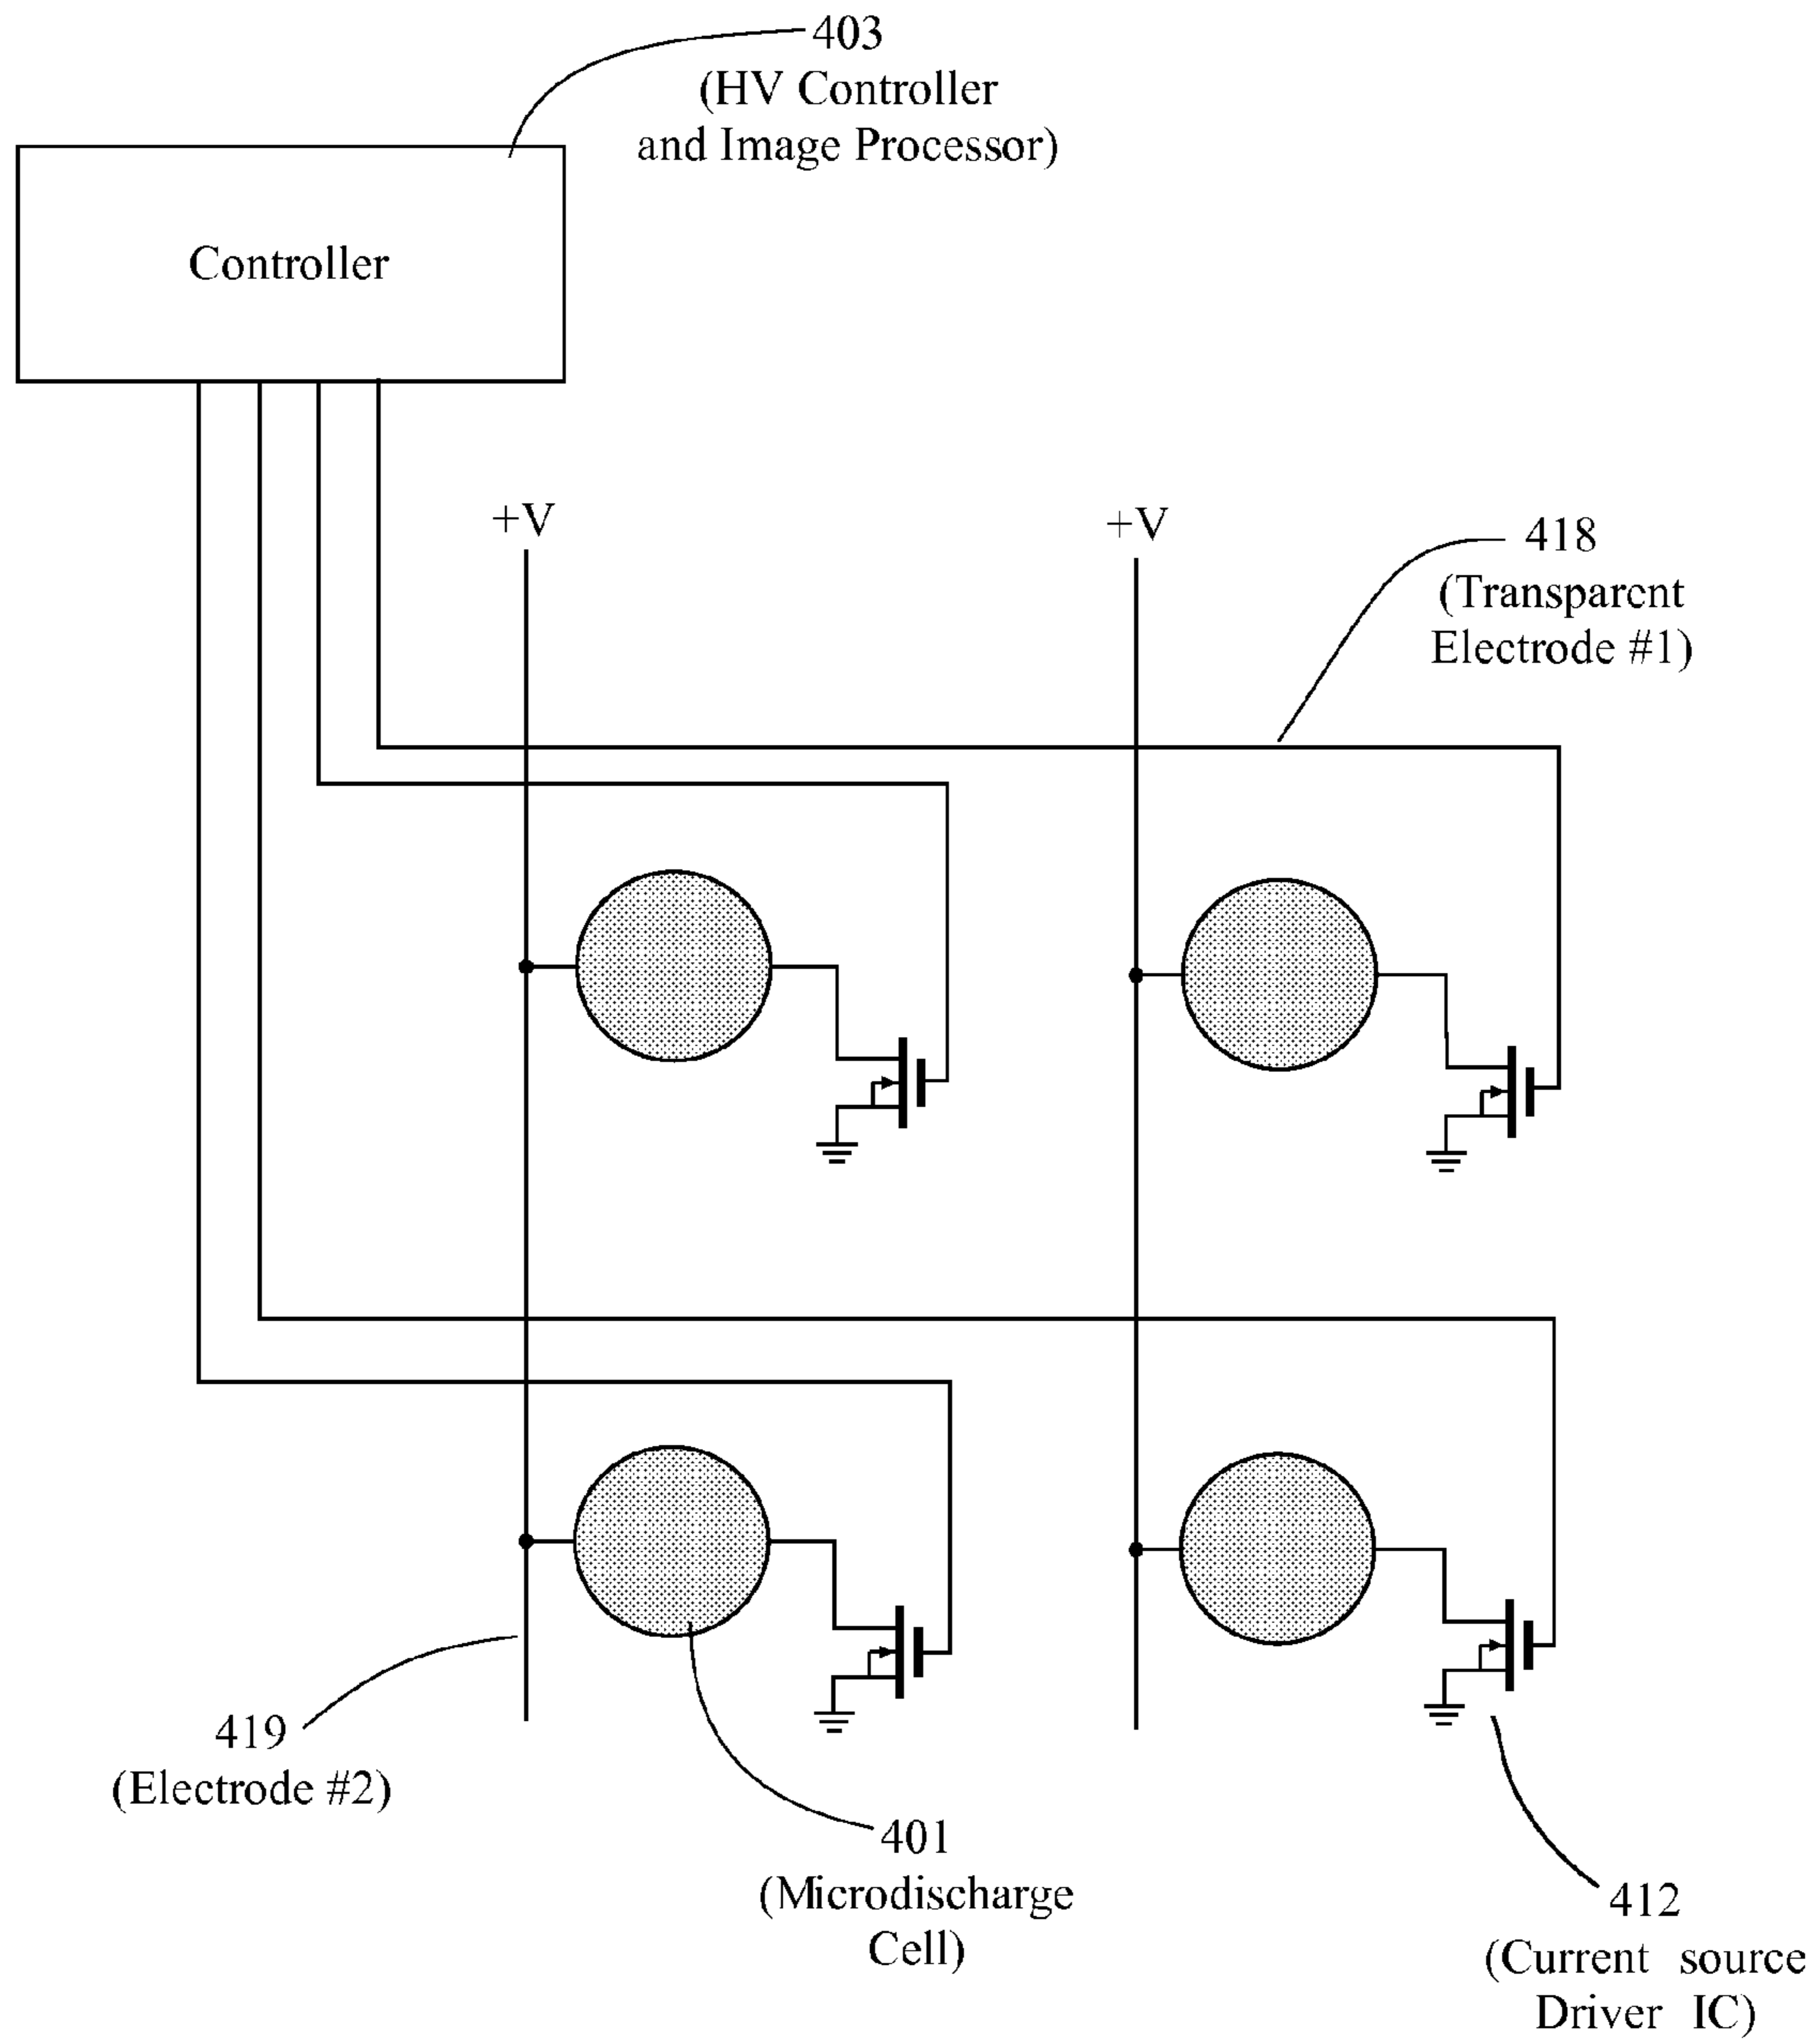 403
(HV Controller
and Image Processor)
Controller
+V
+V
418
(Transparent
Electrode #1)
419
(Electrode #2)
401
(Microdischarge
Cell)
412
(Current source
Driver IC)